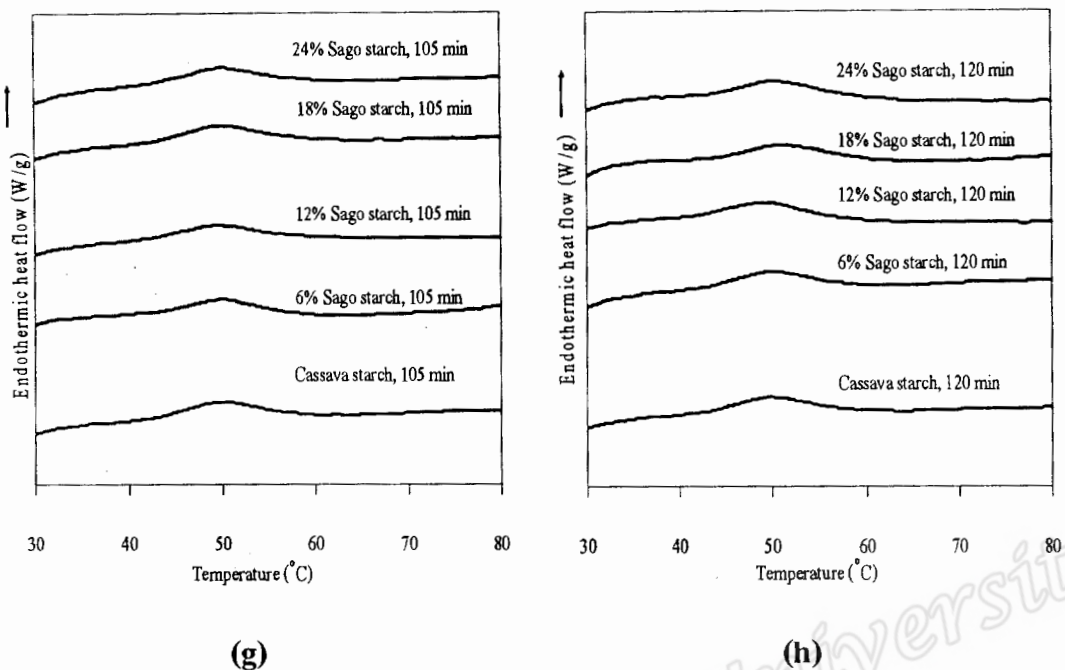 Endothermic heat flow (W/g)
24% Sago starch, 105 min
18% Sago starch, 105 min
12% Sago starch, 105 min
6% Sago starch, 105 min
Cassava starch, 105 min
30 40 50 60 70 80
Temperature (°C)
(g)
Endothermic heat flow (W/g)
24% Sago starch, 120 min
18% Sago starch, 120 min
12% Sago starch, 120 min
6% Sago starch, 120 min
Cassava starch, 120 min
30 40 50 60 70 80
Temperature (°C)
(h)